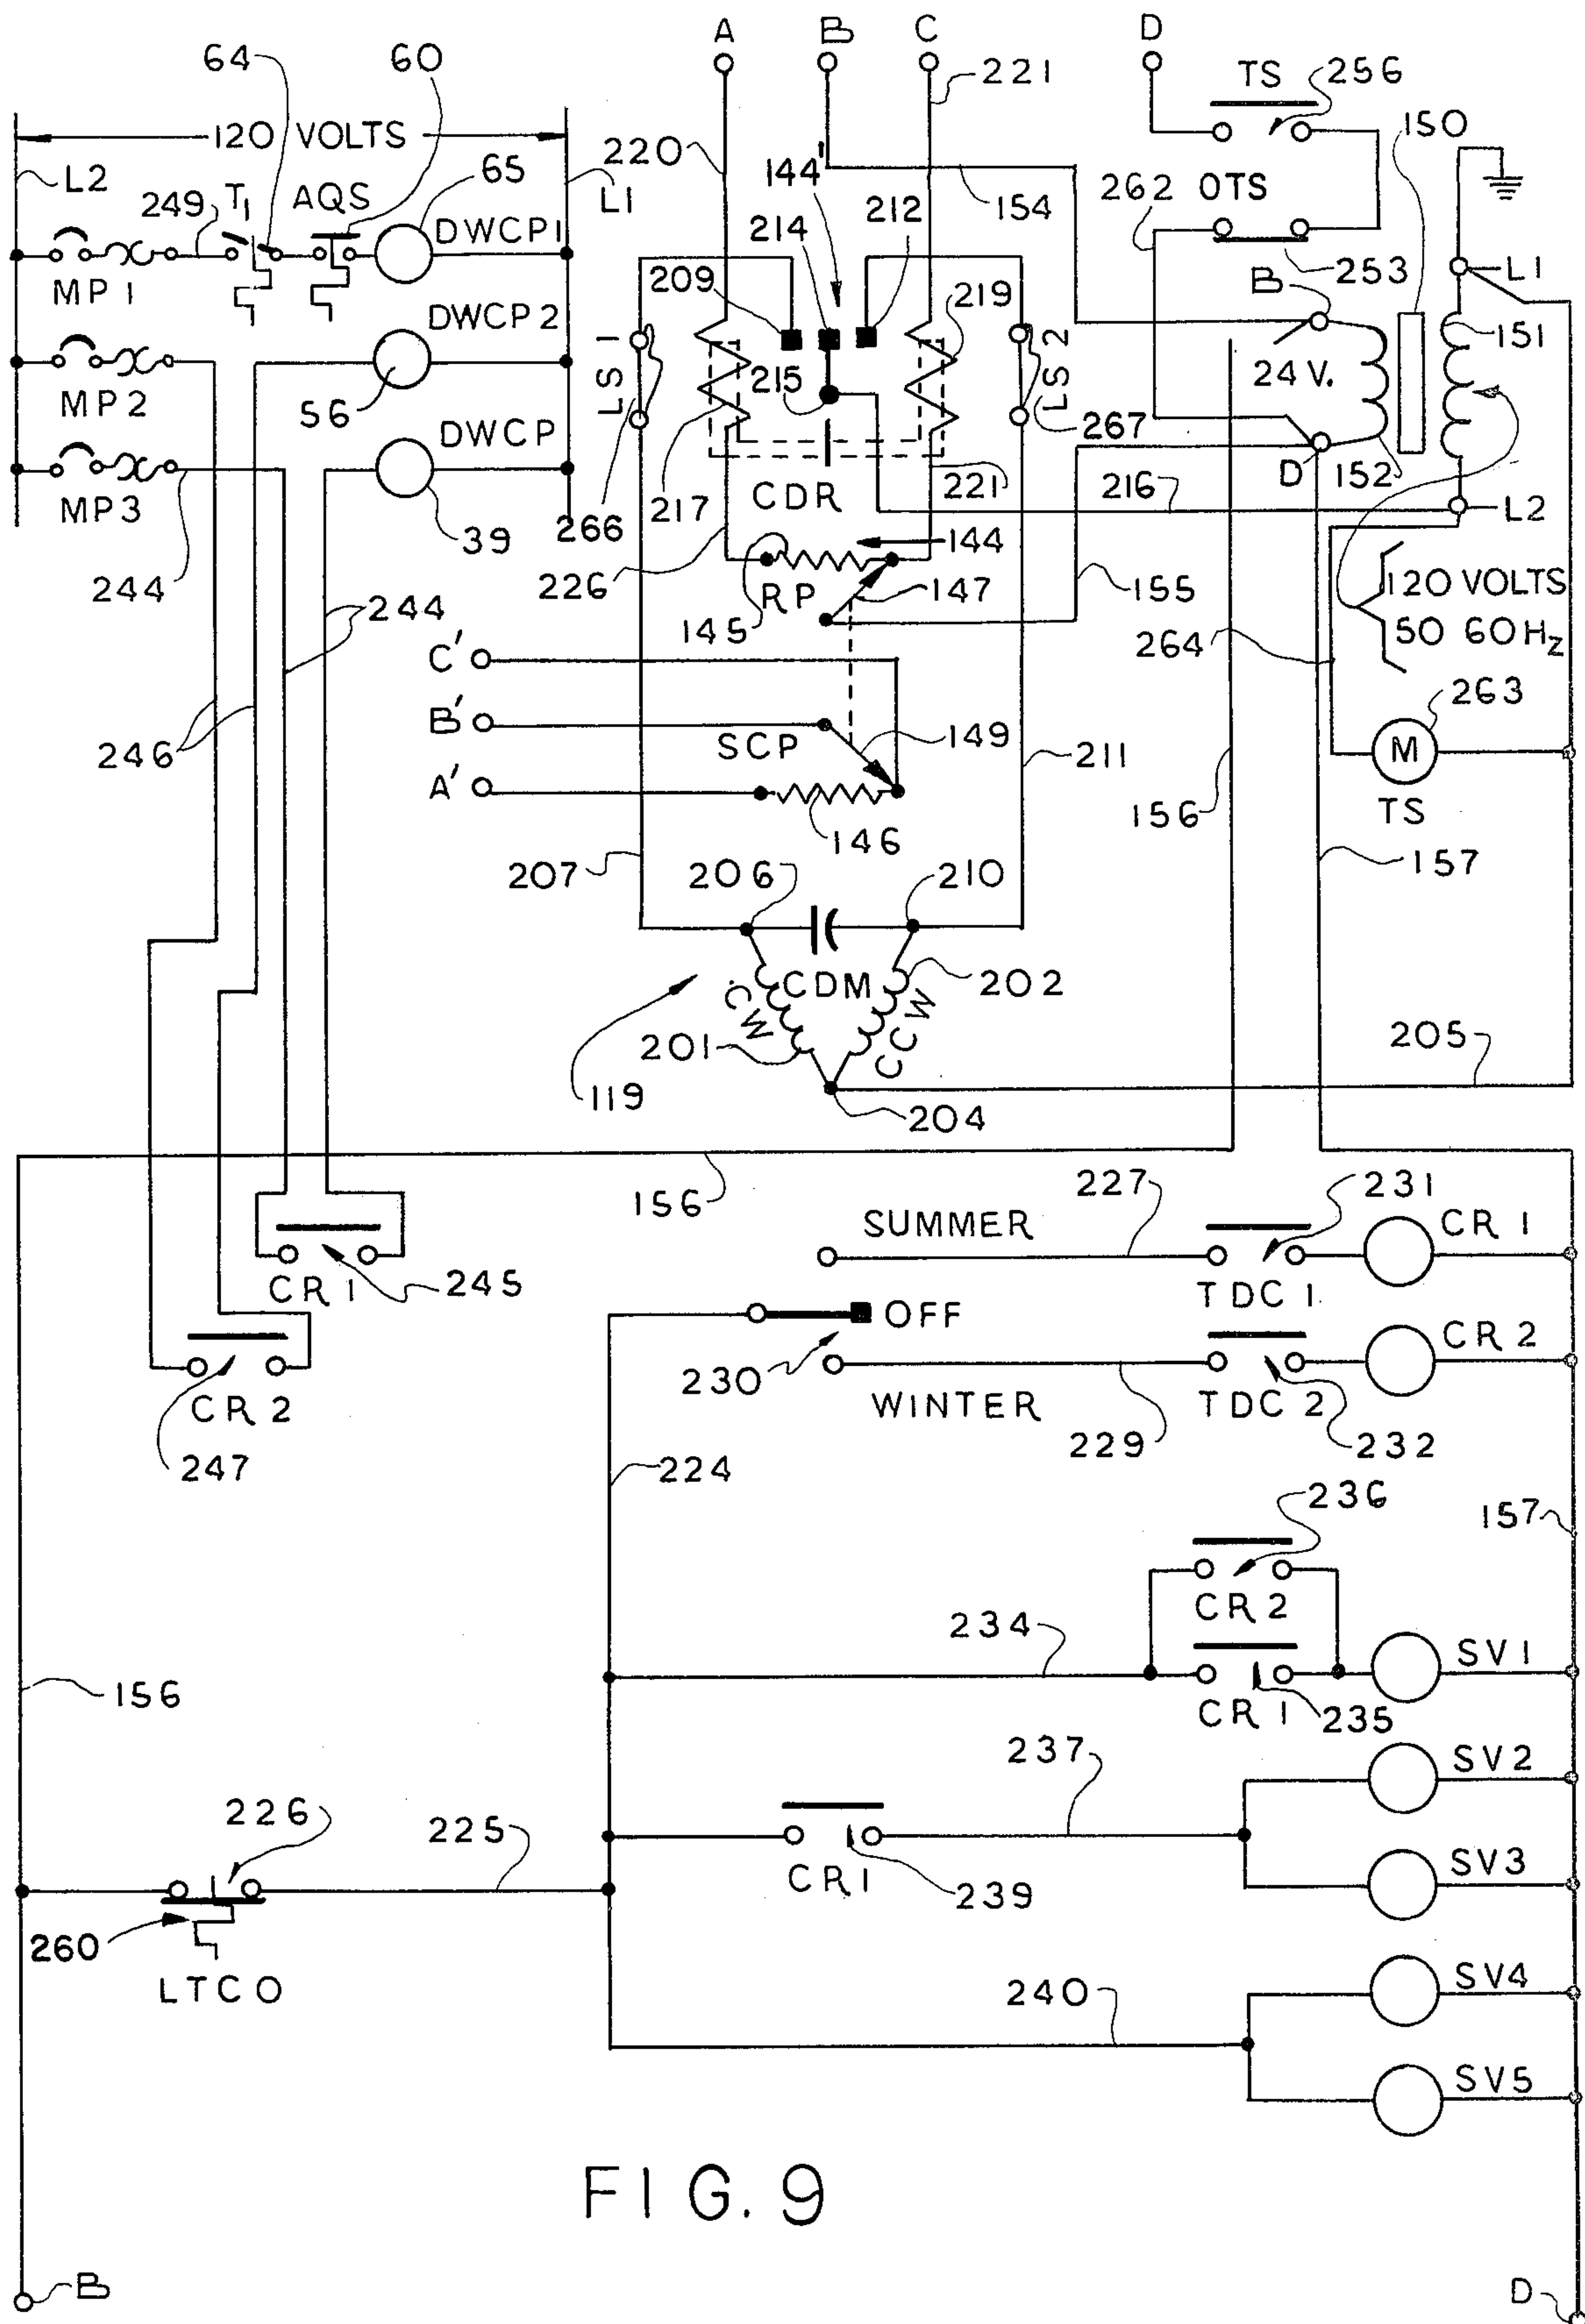 A B C D
64 60 221 TS 256
120 VOLTS 150
L2 249 T1 AQS 65 L1 220 144' 262 OTS
DWCP1 214 212 154 253 L1
MP1 209 219 B
DWCP2 LS1 LS2 24 V. 151
MP2 56 215 267 D 152
DWCP 217 CDR 221 216 L2
MP3 39 266 144
244 226 RP 147 155 120 VOLTS
244 145 264 50 60 Hz
C'
246 B' SCP 149 211 263
M
A' 156 TS
146
207 206 210 157
CDM 202
CW CCW
201 205
119 204
156 227 231
SUMMER CR1
CR1 245 TDC1
OFF
230 CR2
CR2 WINTER TDC2
247 229 232
224
236 157
CR2
234
SV1
156 CR1 235
237 SV2
226 225
CR1 239 SV3
260
LTCO 240 SV4
SV5
FIG. 9
B D